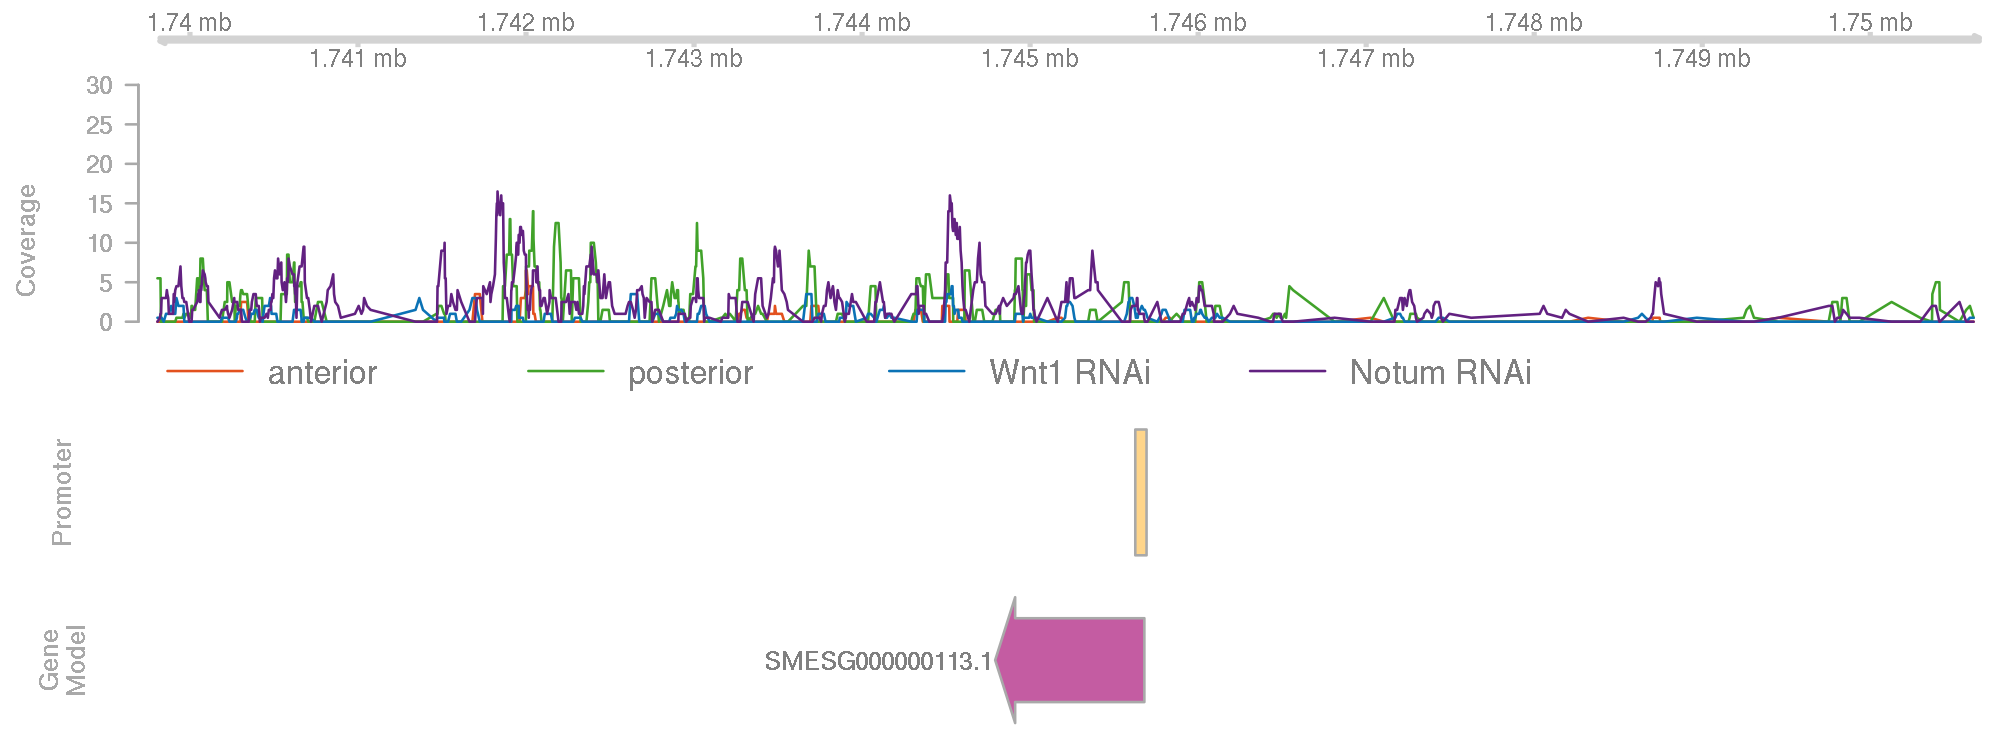 1.74 mb 1.742 mb 1.744 mb 1.746 mb 1.748 mb 1.75 mb
1.741 mb 1.743 mb 1.745 mb 1.747 mb 1.749 mb
Coverage
30
25
20
15
10
5
0
anterior posterior Wnt1 RNAi Notum RNAi
Promoter
Gene
Model
SMESG000000113.1